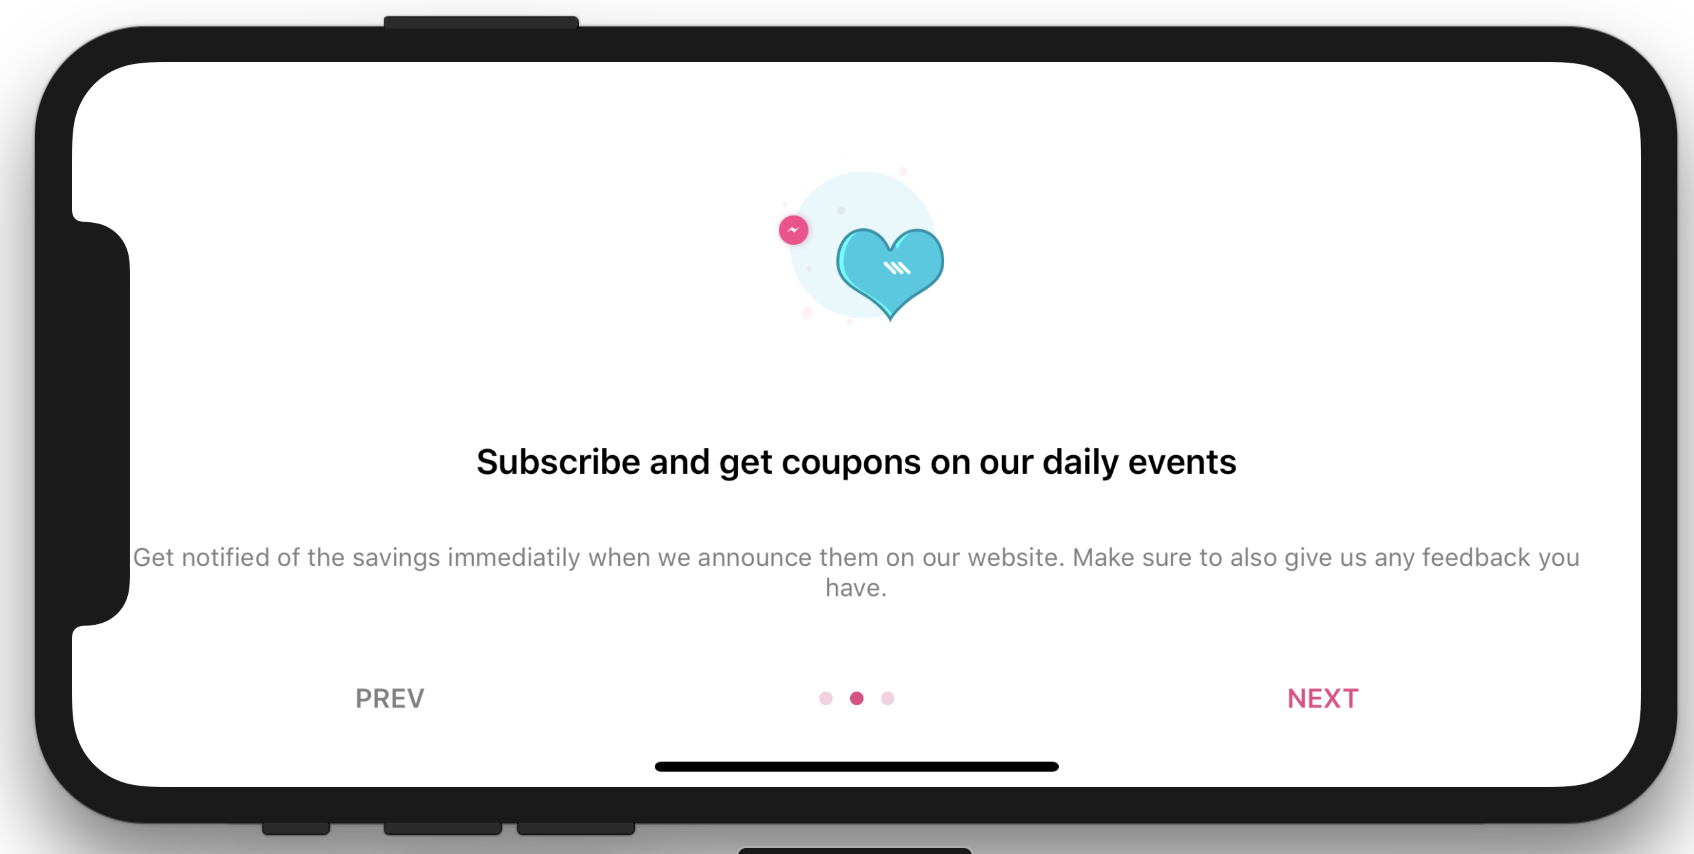 Subscribe and get coupons on our daily events
Get notified of the savings immediatily when we announce them on our website. Make sure to also give us any feedback you
have.
PREV
NEXT